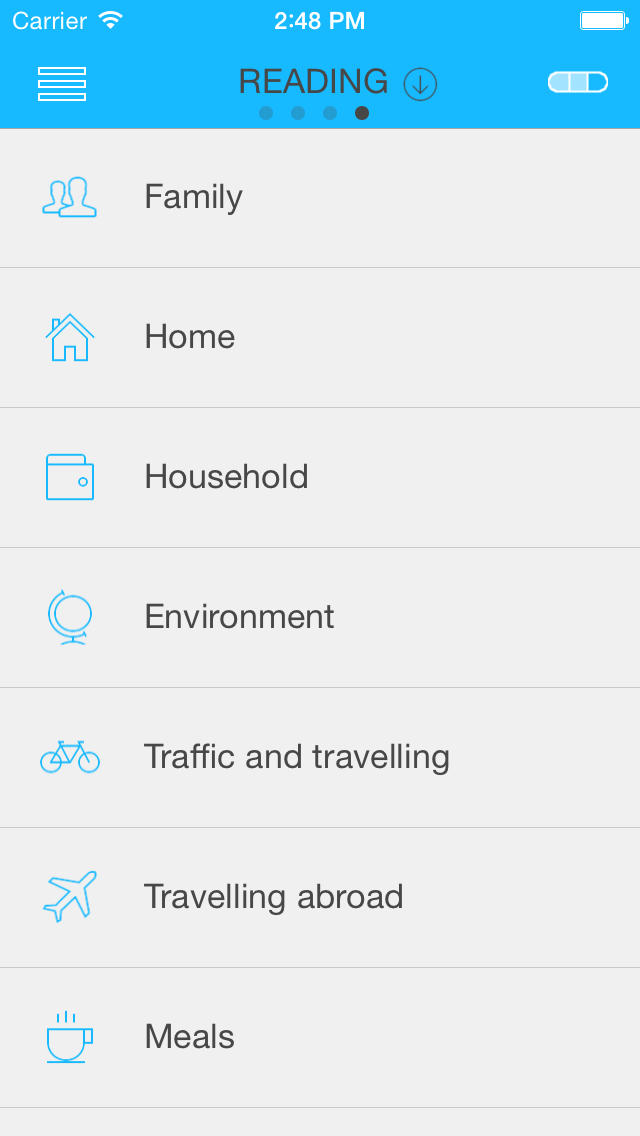 Carrier 2:48 PM
READING
Family
Home
Household
Environment
Traffic and travelling
Travelling abroad
Meals